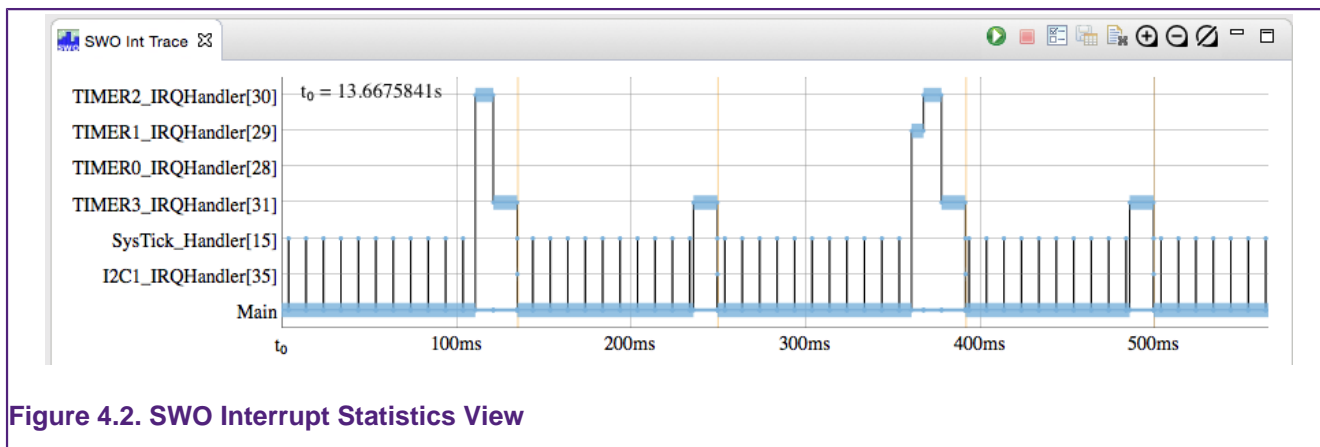 SWO Int Trace
TIMER2_IRQHandler[30]
t₀ = 13.6675841s
TIMER1_IRQHandler[29]
TIMER0_IRQHandler[28]
TIMER3_IRQHandler[31]
SysTick_Handler[15]
I2C1_IRQHandler[35]
Main
t₀ 100ms 200ms 300ms 400ms 500ms
Figure 4.2. SWO Interrupt Statistics View